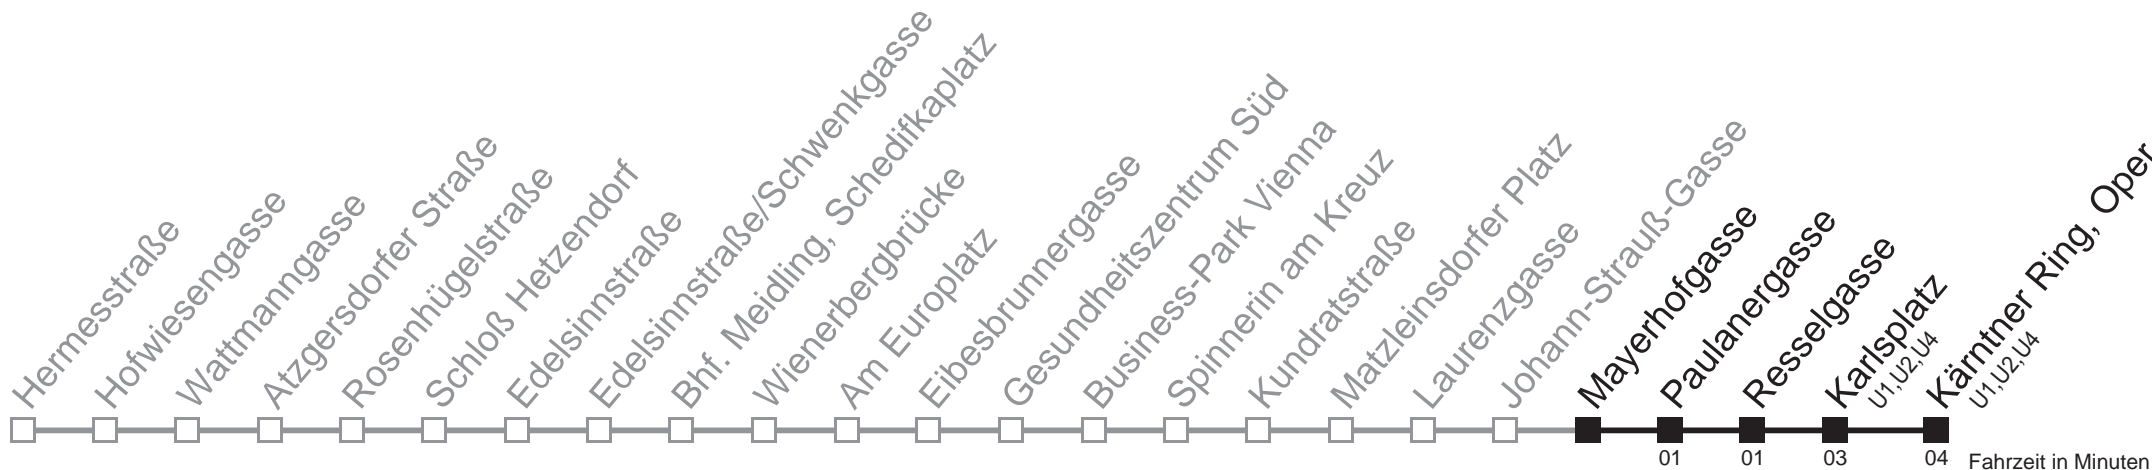 Hermesstraße
Hofwiesengasse
Wattmanngasse
Atzgersdorfer Straße
Rosenhügelstraße
Schloß Hetzendorf
Edelsinnstraße
Edelsinnstraße/Schwenkgasse
Bhf. Meidling, Schedifkaplatz
Wienerbergbrücke
Am Europlatz
Eibesbrunnergasse
Gesundheitszentrum Süd
Business-Park Vienna
Spinnerin am Kreuz
Kundratstraße
Matzleinsdorfer Platz
Laurenzgasse
Johann-Strauß-Gasse
Mayerhofgasse
Paulanergasse
Resselgasse
Karlsplatz
U1,U2,U4
Kärntner Ring, Oper
U1,U2,U4
01 01 03 04 Fahrzeit in Minuten